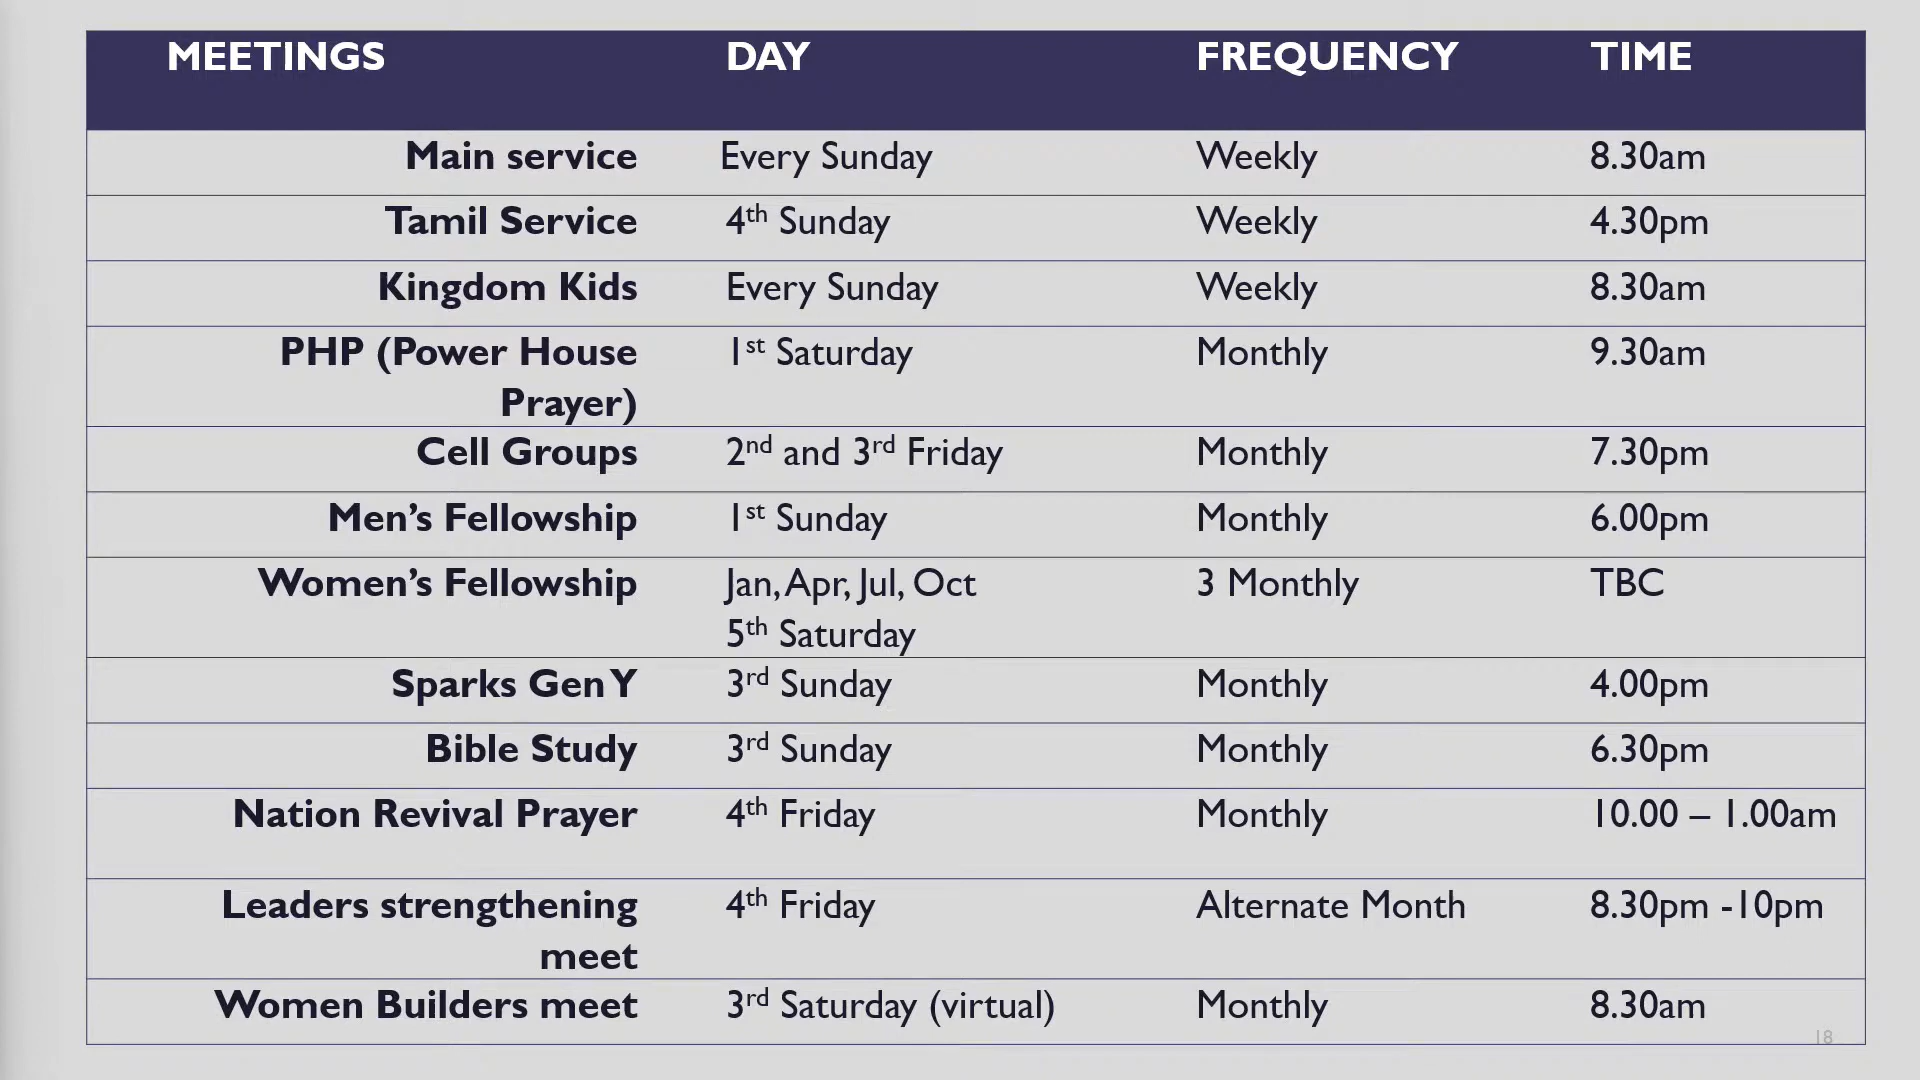 MEETINGS DAY FREQUENCY TIME
Main service Every Sunday Weekly 8.30am
Tamil Service 4th Sunday Weekly 4.30pm
Kingdom Kids Every Sunday Weekly 8.30am
PHP (Power House 1st Saturday Monthly 9.30am
Prayer)
Cell Groups 2nd and 3rd Friday Monthly 7.30pm
Men’s Fellowship 1st Sunday Monthly 6.00pm
Women’s Fellowship Jan, Apr, Jul, Oct 3 Monthly TBC
5th Saturday
Sparks Gen Y 3rd Sunday Monthly 4.00pm
Bible Study 3rd Sunday Monthly 6.30pm
Nation Revival Prayer 4th Friday Monthly 10.00 – 1.00am
Leaders strengthening 4th Friday Alternate Month 8.30pm -10pm
meet
Women Builders meet 3rd Saturday (virtual) Monthly 8.30am
18